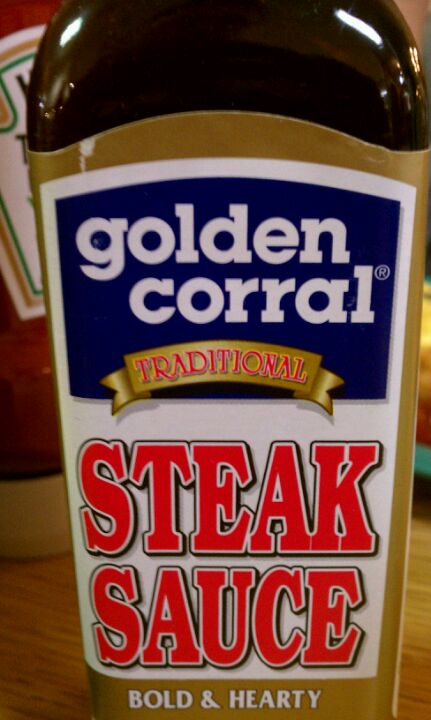 golden
corral®
TRADITIONAL
STEAK
SAUCE
BOLD & HEARTY